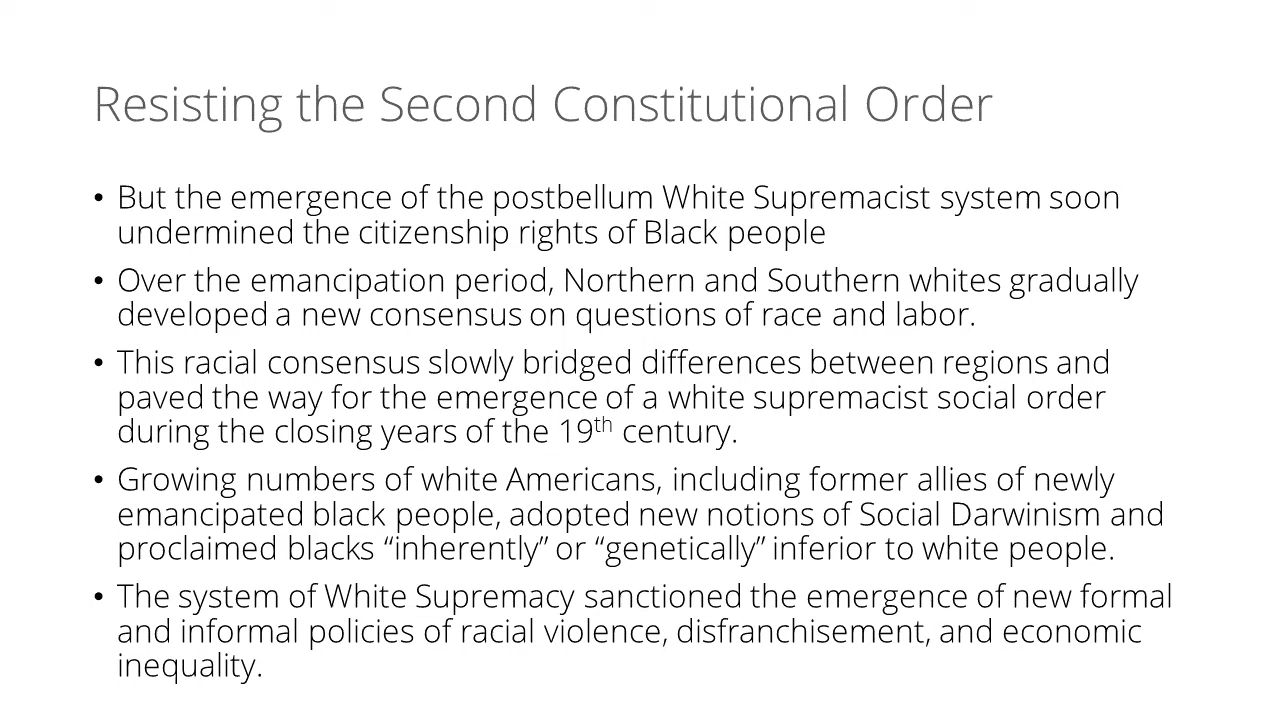 Resisting the Second Constitutional Order
• But the emergence of the postbellum White Supremacist system soon
undermined the citizenship rights of Black people
• Over the emancipation period, Northern and Southern whites gradually
developed a new consensus on questions of race and labor.
• This racial consensus slowly bridged differences between regions and
paved the way for the emergence of a white supremacist social order
during the closing years of the 19th century.
• Growing numbers of white Americans, including former allies of newly
emancipated black people, adopted new notions of Social Darwinism and
proclaimed blacks “inherently” or “genetically” inferior to white people.
• The system of White Supremacy sanctioned the emergence of new formal
and informal policies of racial violence, disfranchisement, and economic
inequality.